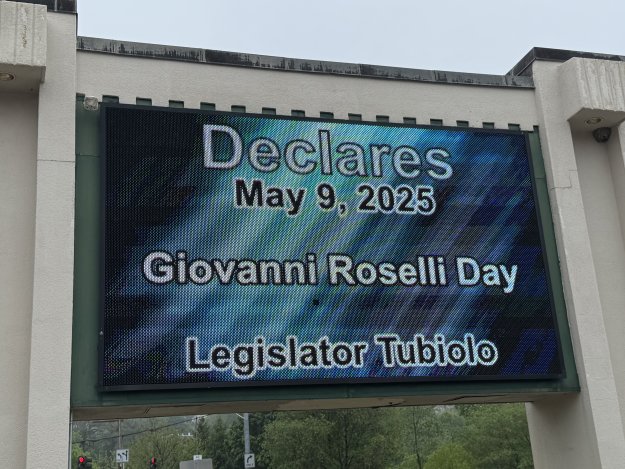 Declares
May 9, 2025
Giovanni Roselli Day
Legislator Tubiolo